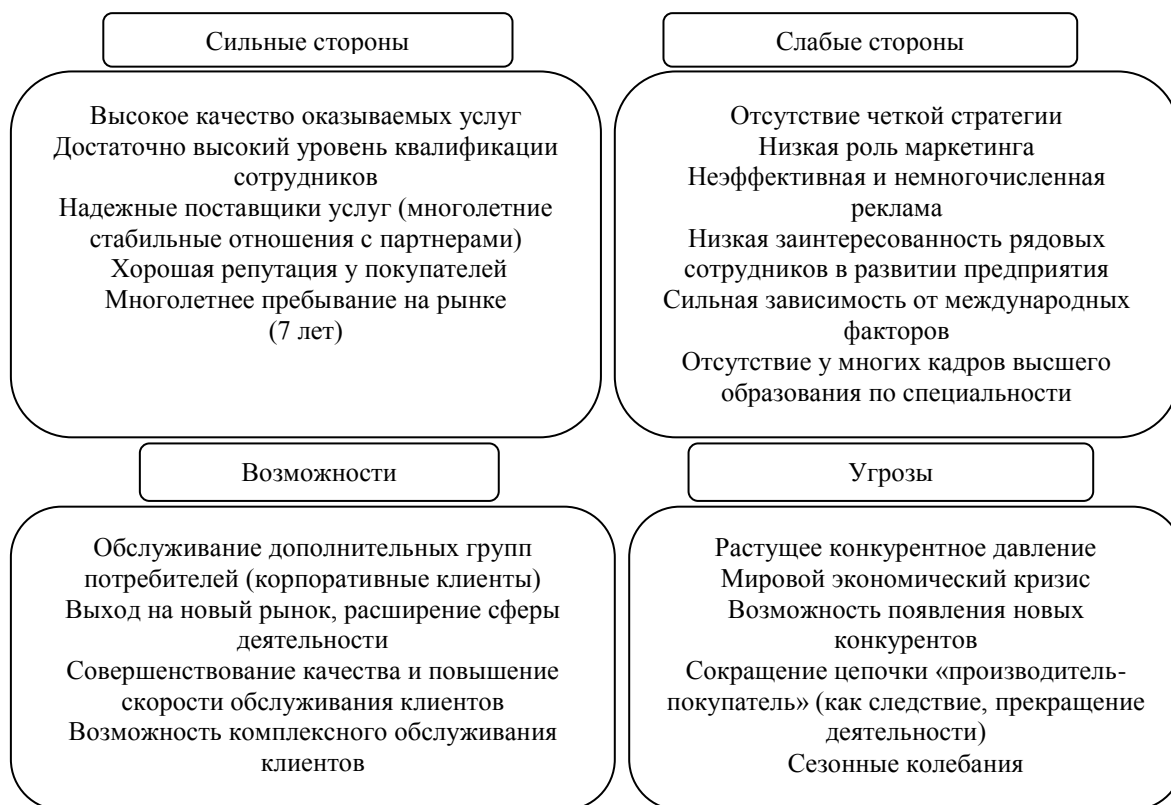 Сильные стороны
Высокое качество оказываемых услуг
Достаточно высокий уровень квалификации
сотрудников
Надежные поставщики услуг (многолетние
стабильные отношения с партнерами)
Хорошая репутация у покупателей
Многолетнее пребывание на рынке
(7 лет)
Слабые стороны
Отсутствие четкой стратегии
Низкая роль маркетинга
Неэффективная и немногочисленная
реклама
Низкая заинтересованность рядовых
сотрудников в развитии предприятия
Сильная зависимость от международных
факторов
Отсутствие у многих кадров высшего
образования по специальности
Возможности
Обслуживание дополнительных групп
потребителей (корпоративные клиенты)
Выход на новый рынок, расширение сферы
деятельности
Совершенствование качества и повышение
скорости обслуживания клиентов
Возможность комплексного обслуживания
клиентов
Угрозы
Растущее конкурентное давление
Мировой экономический кризис
Возможность появления новых
конкурентов
Сокращение цепочки «производитель-
покупатель» (как следствие, прекращение
деятельности)
Сезонные колебания